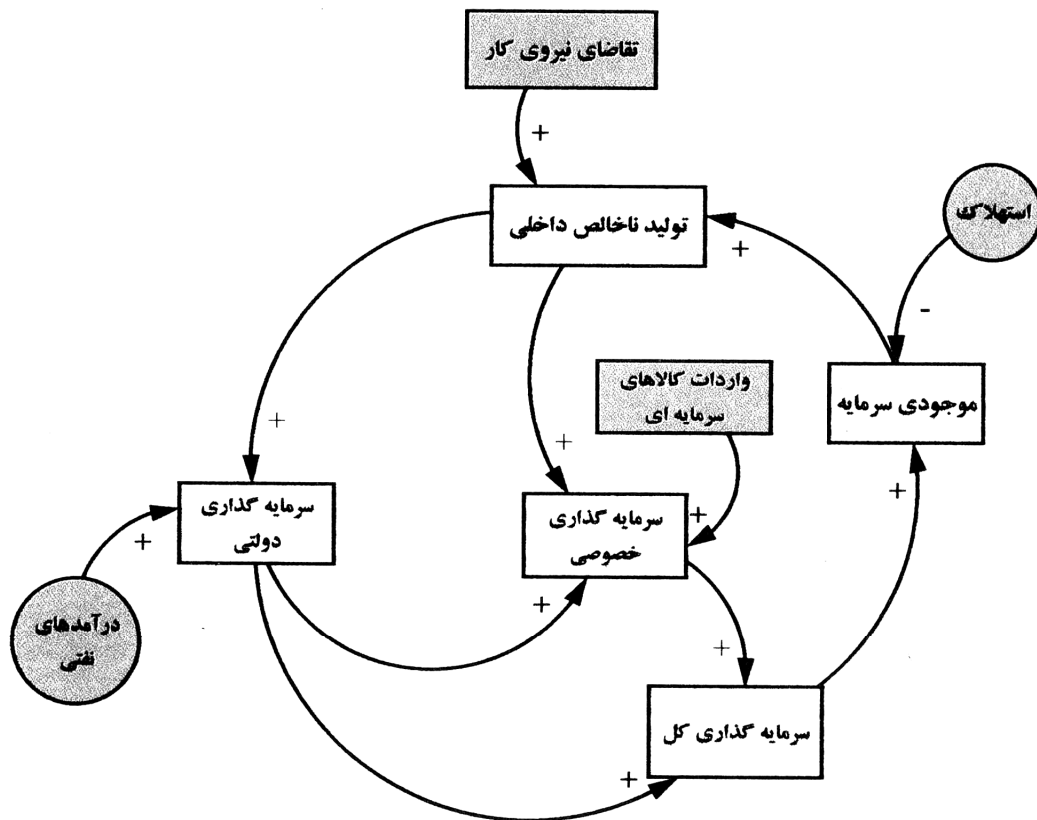 تقاضای نیروی کار
+
تولید ناخالص داخلی
استهلاک
+
-
واردات کالاهای
سرمایه ای
موجودی سرمایه
+
+
+
سرمایه گذاری
دولتی
سرمایه گذاری
خصوصی
+
+
+
درآمدهای
نفتی
+
سرمایه گذاری کل
+